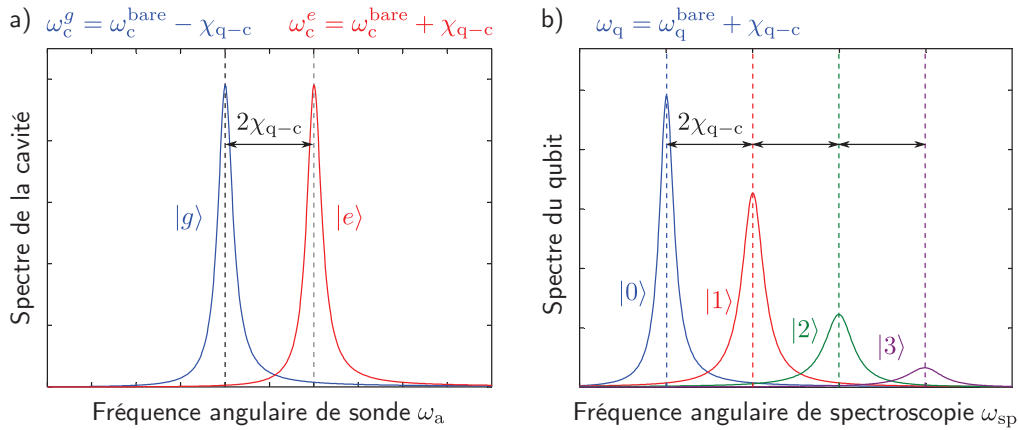 a) ω_c^g = ω_c^bare − χ_q−c ω_c^e = ω_c^bare + χ_q−c
2χ_q−c
|g⟩ |e⟩
Spectre de la cavité
Fréquence angulaire de sonde ω_a
b) ω_q = ω_q^bare + χ_q−c
2χ_q−c
|0⟩ |1⟩ |2⟩ |3⟩
Spectre du qubit
Fréquence angulaire de spectroscopie ω_sp